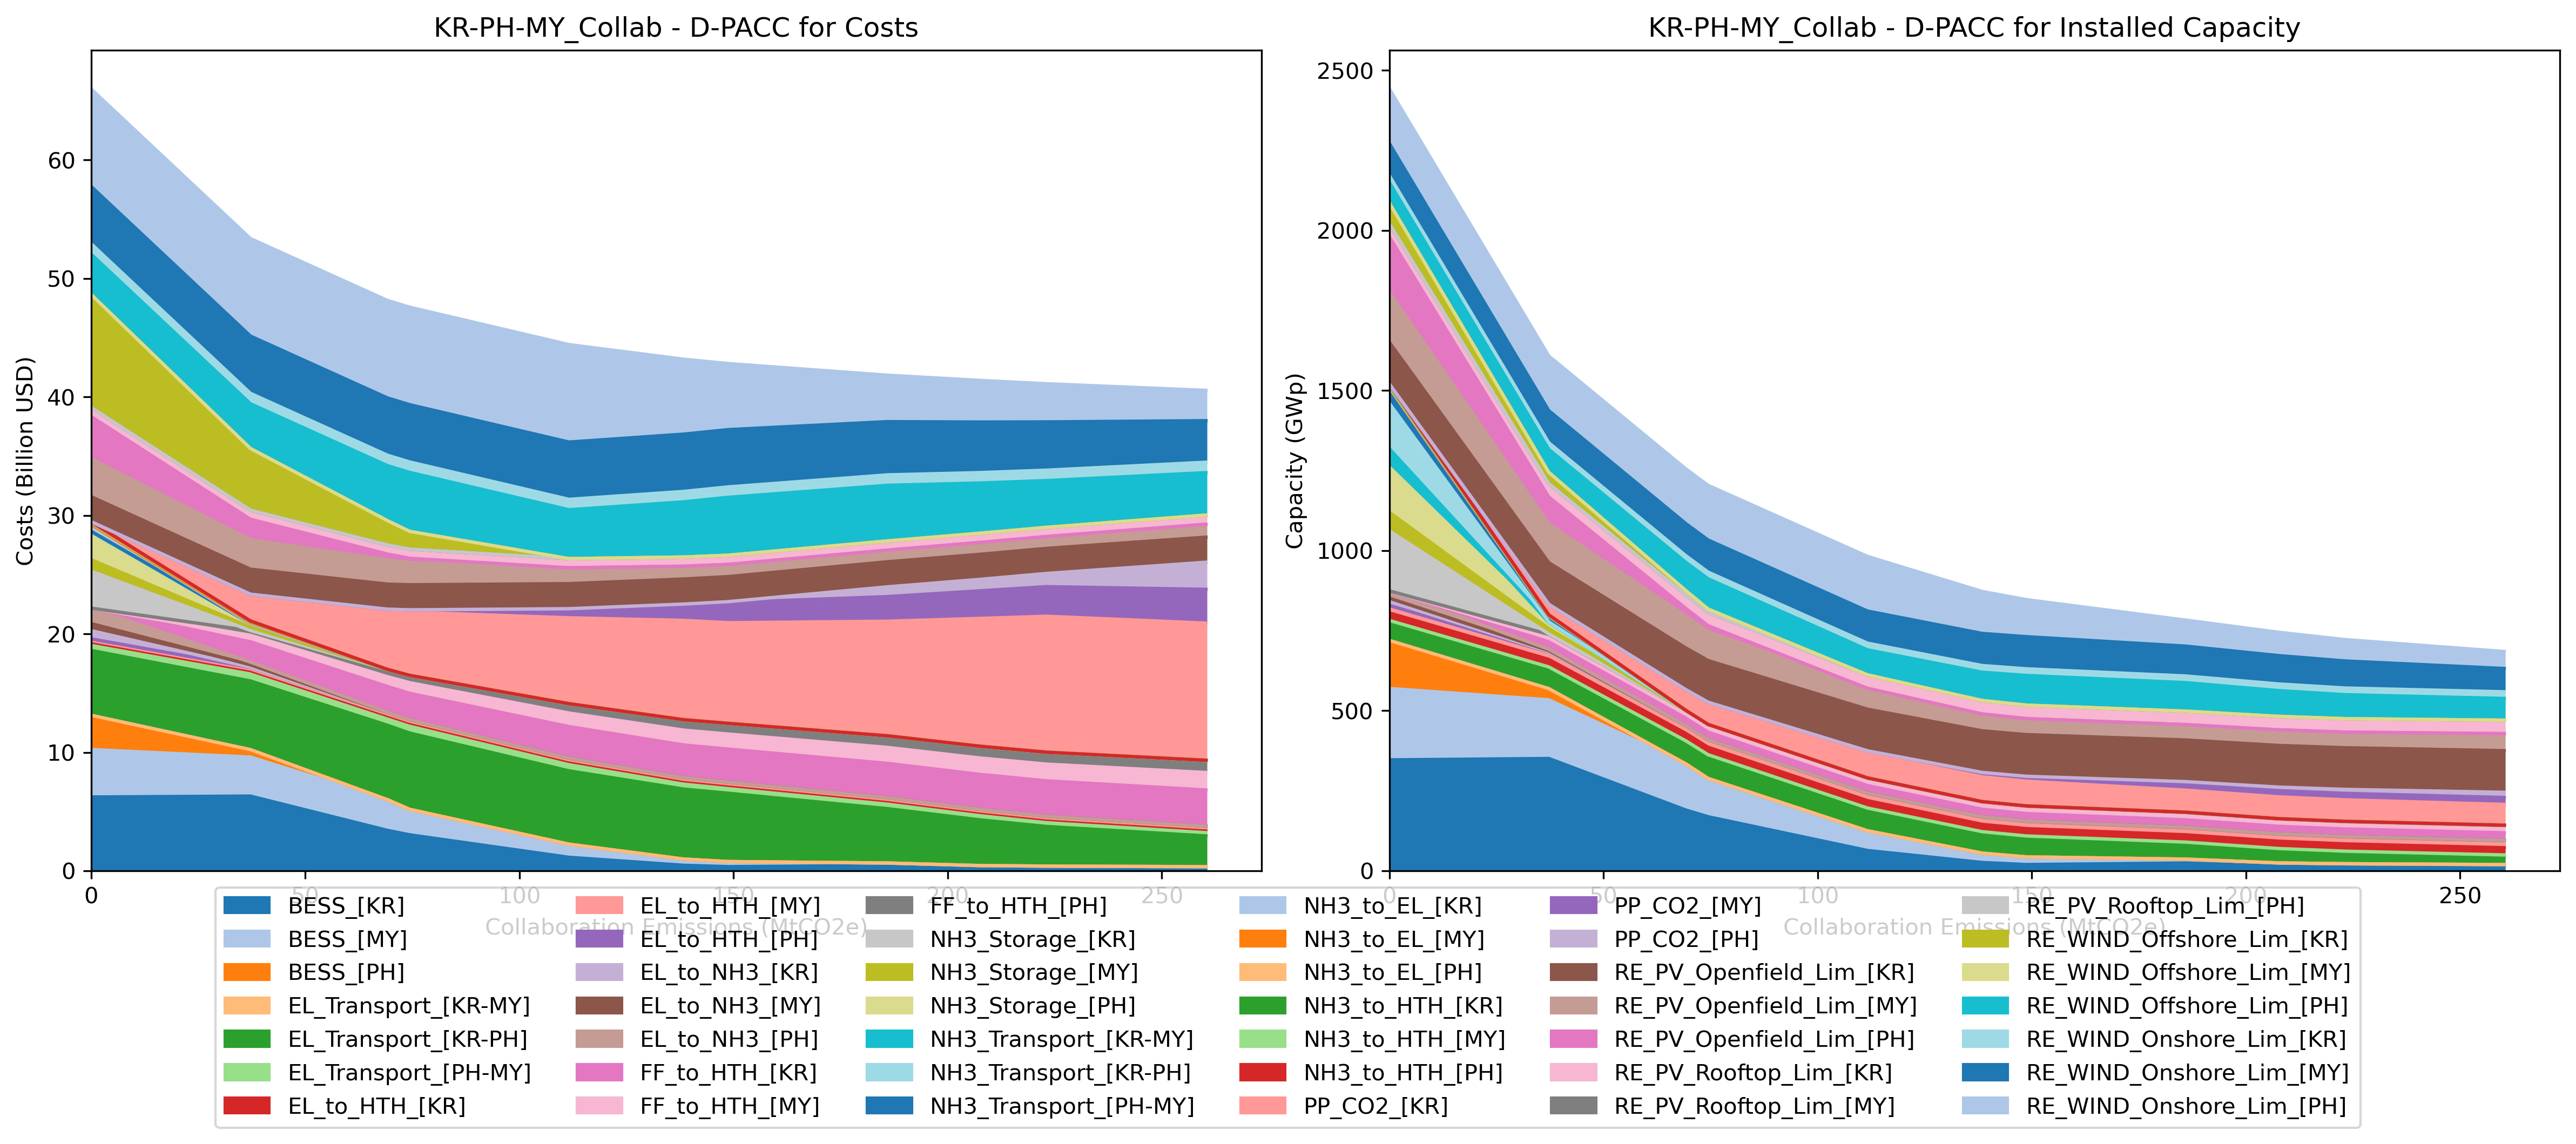 KR-PH-MY_Collab - D-PACC for Costs
Costs (Billion USD)
60
50
40
30
20
10
0
0 50 100 150 200 250
Collaboration Emissions (MtCO2e)
KR-PH-MY_Collab - D-PACC for Installed Capacity
Capacity (GWp)
2500
2000
1500
1000
500
0
0 50 100 150 200 250
Collaboration Emissions (MtCO2e)
BESS_[KR]
BESS_[MY]
BESS_[PH]
EL_Transport_[KR-MY]
EL_Transport_[KR-PH]
EL_Transport_[PH-MY]
EL_to_HTH_[KR]
EL_to_HTH_[MY]
EL_to_HTH_[PH]
EL_to_NH3_[KR]
EL_to_NH3_[MY]
EL_to_NH3_[PH]
FF_to_HTH_[KR]
FF_to_HTH_[MY]
FF_to_HTH_[PH]
NH3_Storage_[KR]
NH3_Storage_[MY]
NH3_Storage_[PH]
NH3_Transport_[KR-MY]
NH3_Transport_[KR-PH]
NH3_Transport_[PH-MY]
NH3_to_EL_[KR]
NH3_to_EL_[MY]
NH3_to_EL_[PH]
NH3_to_HTH_[KR]
NH3_to_HTH_[MY]
NH3_to_HTH_[PH]
PP_CO2_[KR]
PP_CO2_[MY]
PP_CO2_[PH]
RE_PV_Openfield_Lim_[KR]
RE_PV_Openfield_Lim_[MY]
RE_PV_Openfield_Lim_[PH]
RE_PV_Rooftop_Lim_[KR]
RE_PV_Rooftop_Lim_[MY]
RE_PV_Rooftop_Lim_[PH]
RE_WIND_Offshore_Lim_[KR]
RE_WIND_Offshore_Lim_[MY]
RE_WIND_Offshore_Lim_[PH]
RE_WIND_Onshore_Lim_[KR]
RE_WIND_Onshore_Lim_[MY]
RE_WIND_Onshore_Lim_[PH]